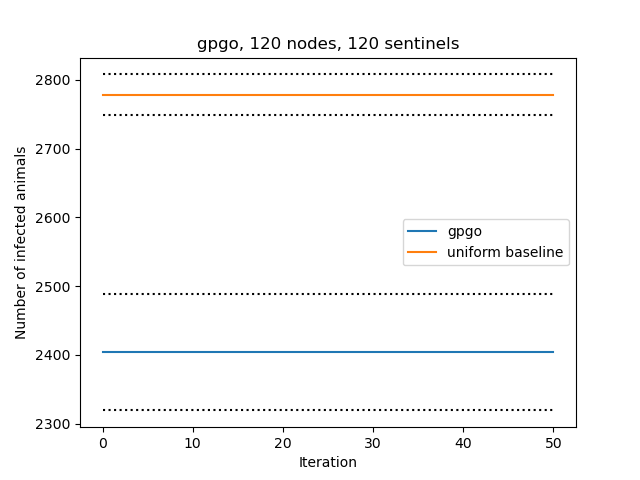 gpgo, 120 nodes, 120 sentinels
2800
2700
2600
2500
2400
2300
Number of infected animals
gpgo
uniform baseline
0 10 20 30 40 50
Iteration